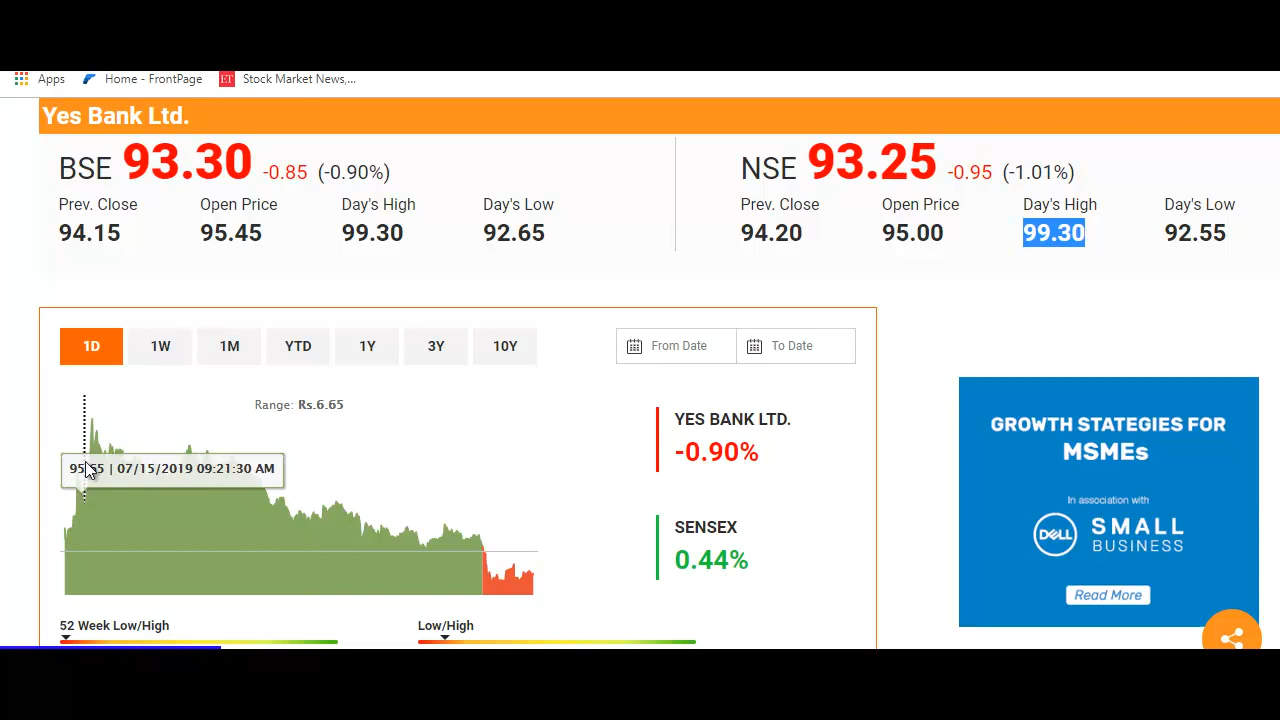 Apps Home - FrontPage ET Stock Market News,...
Yes Bank Ltd.
BSE 93.30 -0.85 (-0.90%)
Prev. Close Open Price Day's High Day's Low
94.15 95.45 99.30 92.65
NSE 93.25 -0.95 (-1.01%)
Prev. Close Open Price Day's High Day's Low
94.20 95.00 99.30 92.55
1D 1W 1M YTD 1Y 3Y 10Y
From Date To Date
Range: Rs.6.65
| 07/15/2019 09:21:30 AM
YES BANK LTD.
-0.90%
SENSEX
0.44%
52 Week Low/High Low/High
GROWTH STATEGIES FOR
MSMEs
In association with
DELL SMALL
BUSINESS
Read More